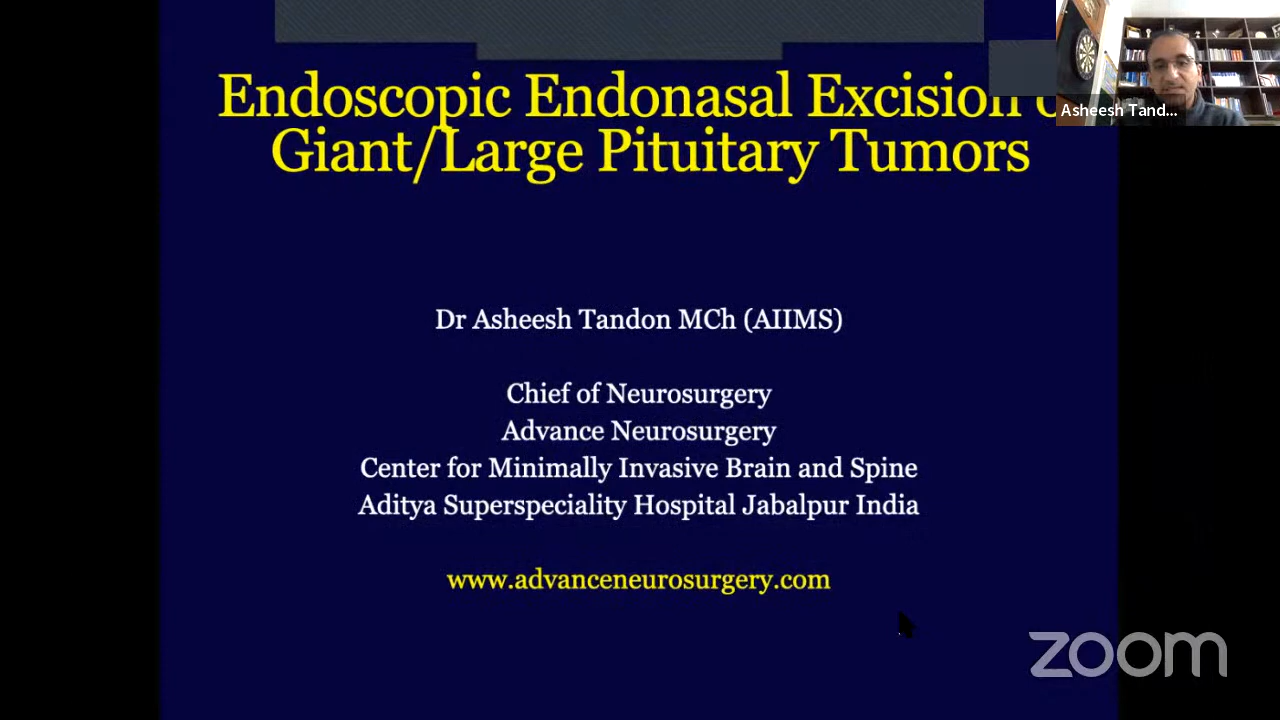 Endoscopic Endonasal Excision
Giant/Large Pituitary Tumors
Asheesh Tand...
Dr Asheesh Tandon MCh (AIIMS)
Chief of Neurosurgery
Advance Neurosurgery
Center for Minimally Invasive Brain and Spine
Aditya Superspeciality Hospital Jabalpur India
www.advanceneurosurgery.com
zoom